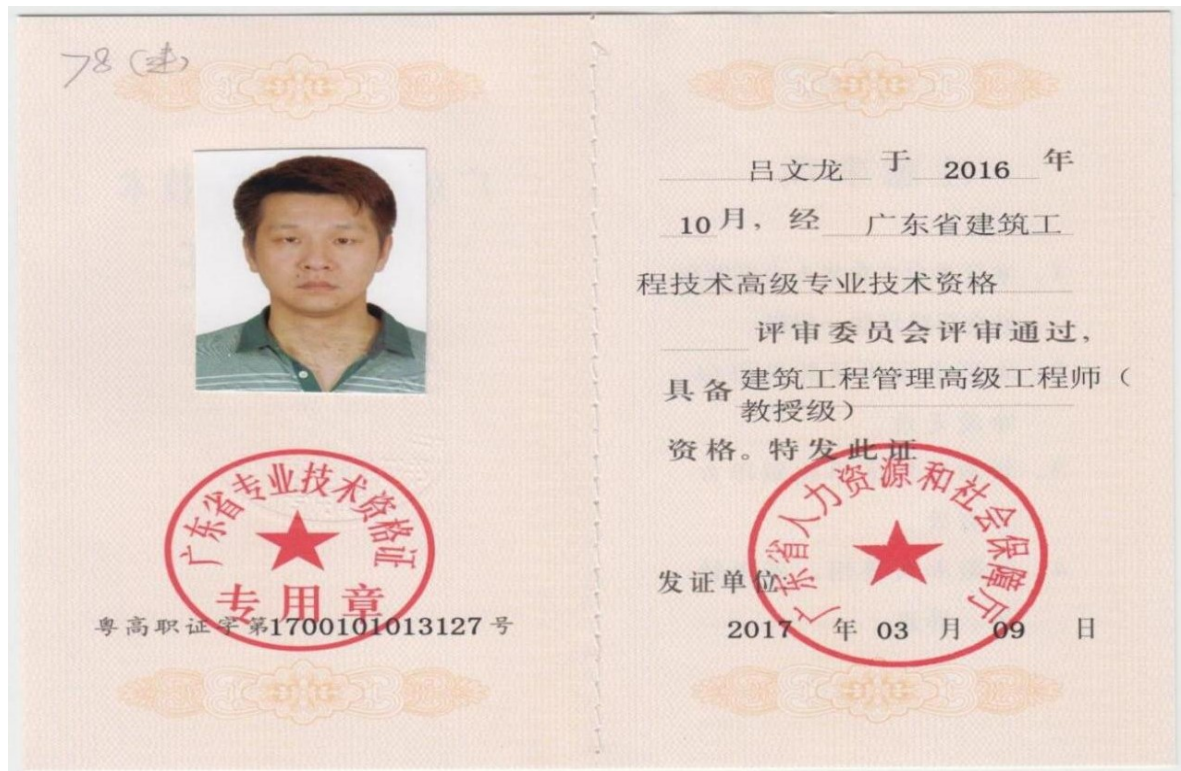 78（建）
广东省专业技术资格证
专用章
粤高职证字第1700101013127号
吕文龙 于 2016 年
10月，经 广东省建筑工
程技术高级专业技术资格
评审委员会评审通过，
具备 建筑工程管理高级工程师（
教授级）
资格。特发此证
广东省人力资源和社会保障厅
发证单位:
2017 年 03 月 09 日